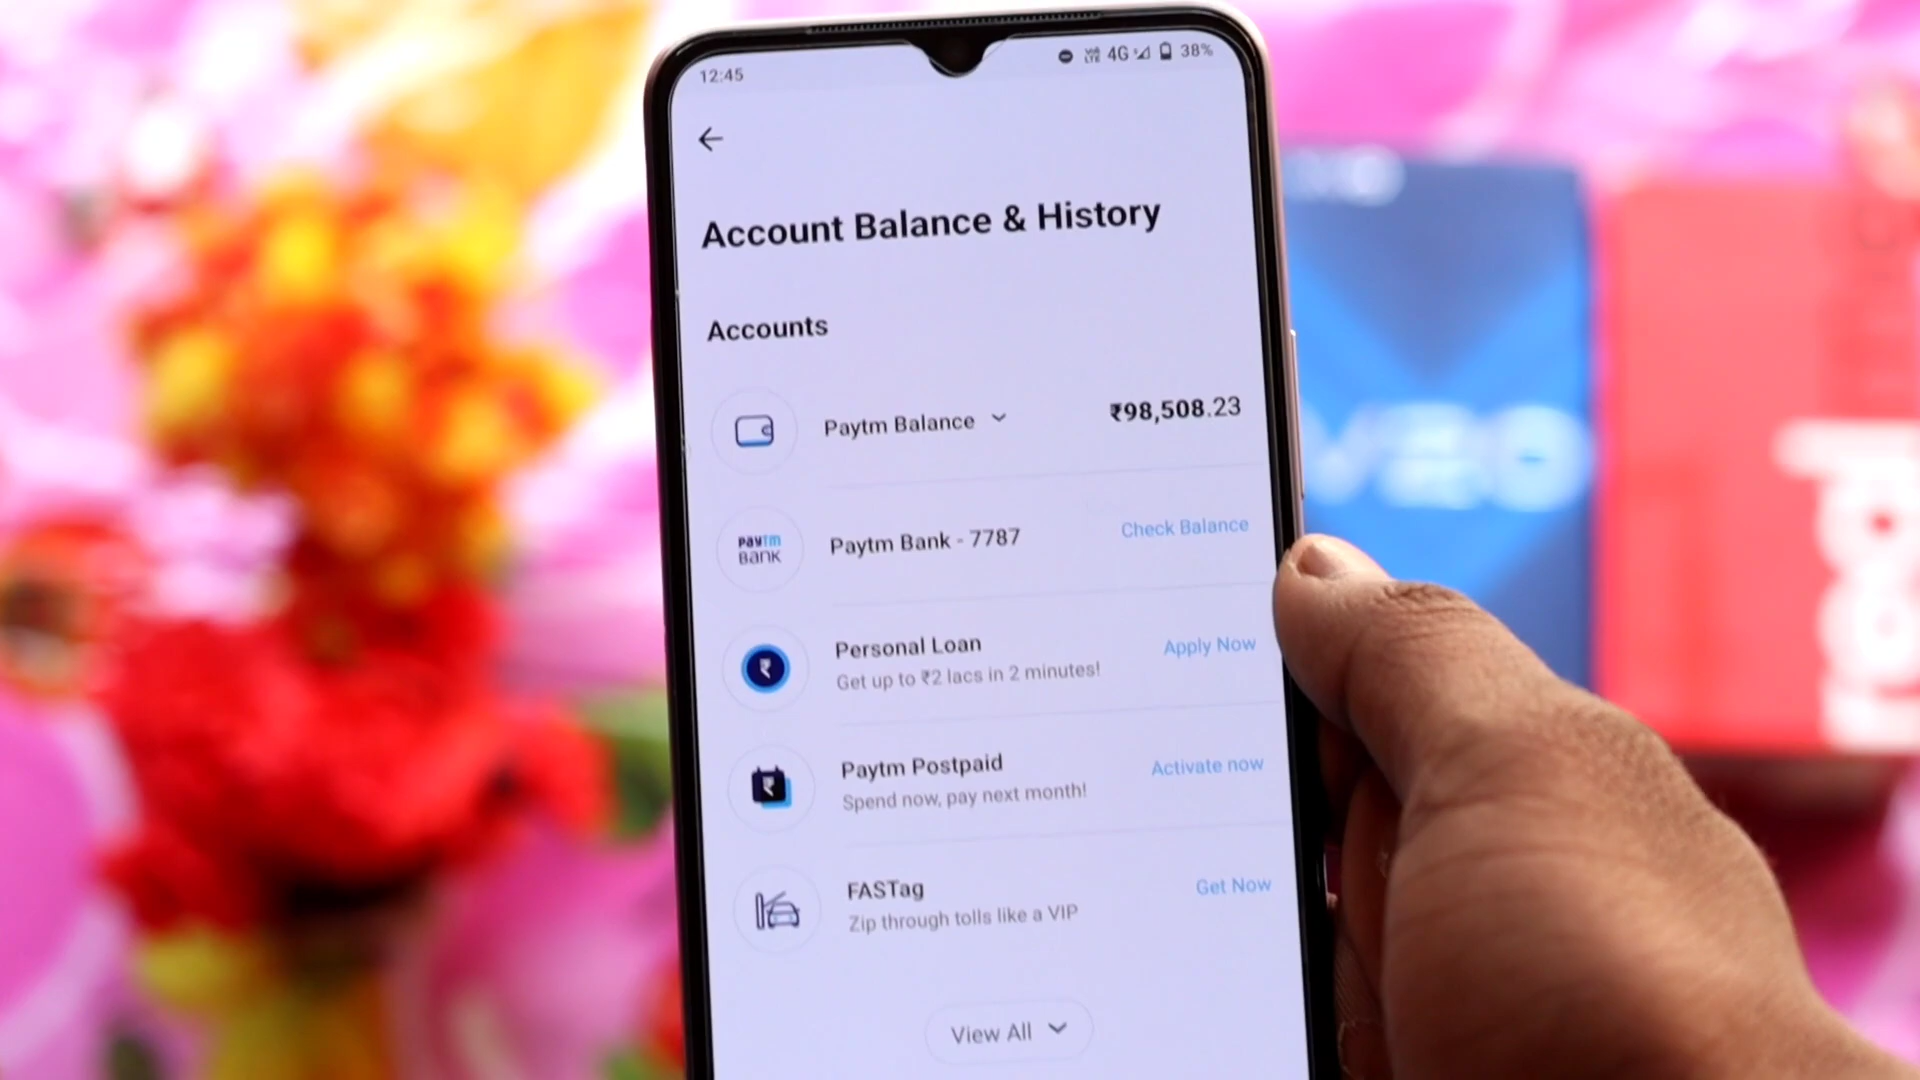 12:45
4G 38%
Account Balance & History
Accounts
Paytm Balance ₹98,508.23
Paytm BANK
Paytm Bank - 7787 Check Balance
Personal Loan Apply Now
Get up to ₹2 lacs in 2 minutes!
Paytm Postpaid Activate now
Spend now, pay next month!
FASTag Get Now
Zip through tolls like a VIP
View All